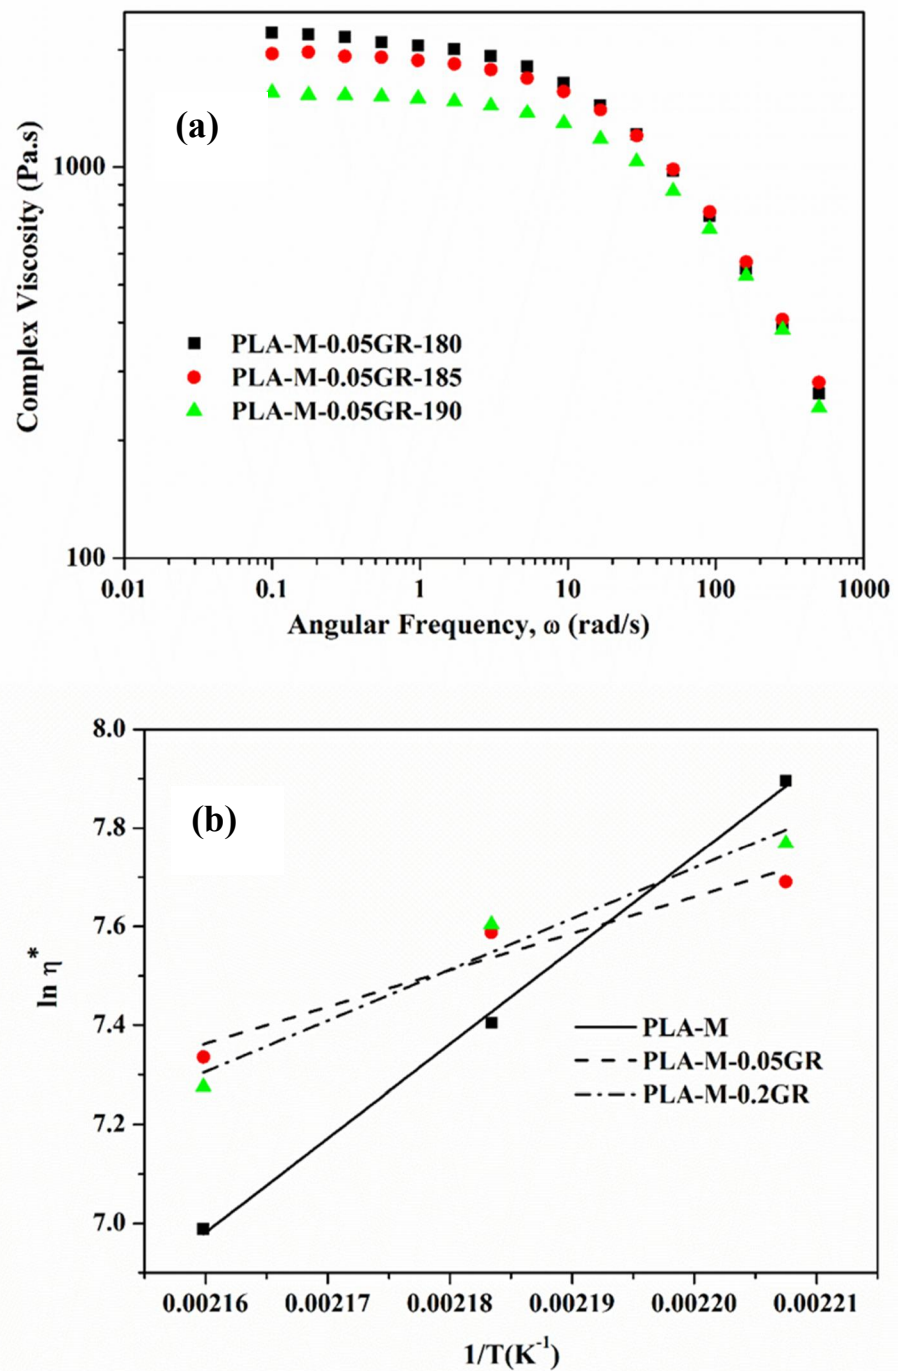 (a)
Complex Viscosity (Pa.s)
1000
100
PLA-M-0.05GR-180
PLA-M-0.05GR-185
PLA-M-0.05GR-190
0.01 0.1 1 10 100 1000
Angular Frequency, ω (rad/s)
(b)
ln η*
8.0
7.8
7.6
7.4
7.2
7.0
PLA-M
PLA-M-0.05GR
PLA-M-0.2GR
0.00216 0.00217 0.00218 0.00219 0.00220 0.00221
1/T(K⁻¹)